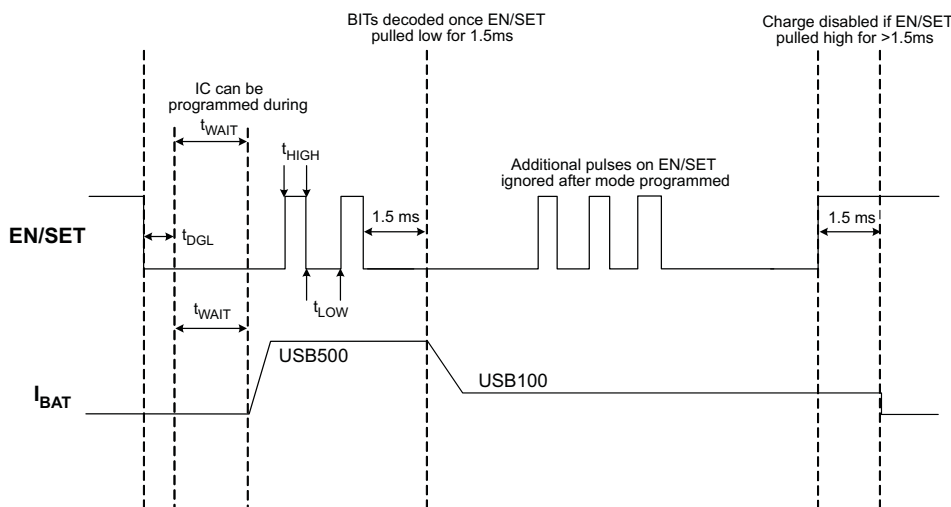 BITs decoded once EN/SET
pulled low for 1.5ms
Charge disabled if EN/SET
pulled high for >1.5ms
IC can be
programmed during
tWAIT
tHIGH
Additional pulses on EN/SET
ignored after mode programmed
1.5 ms
1.5 ms
EN/SET
tDGL
tWAIT
tLOW
USB500
USB100
IBAT